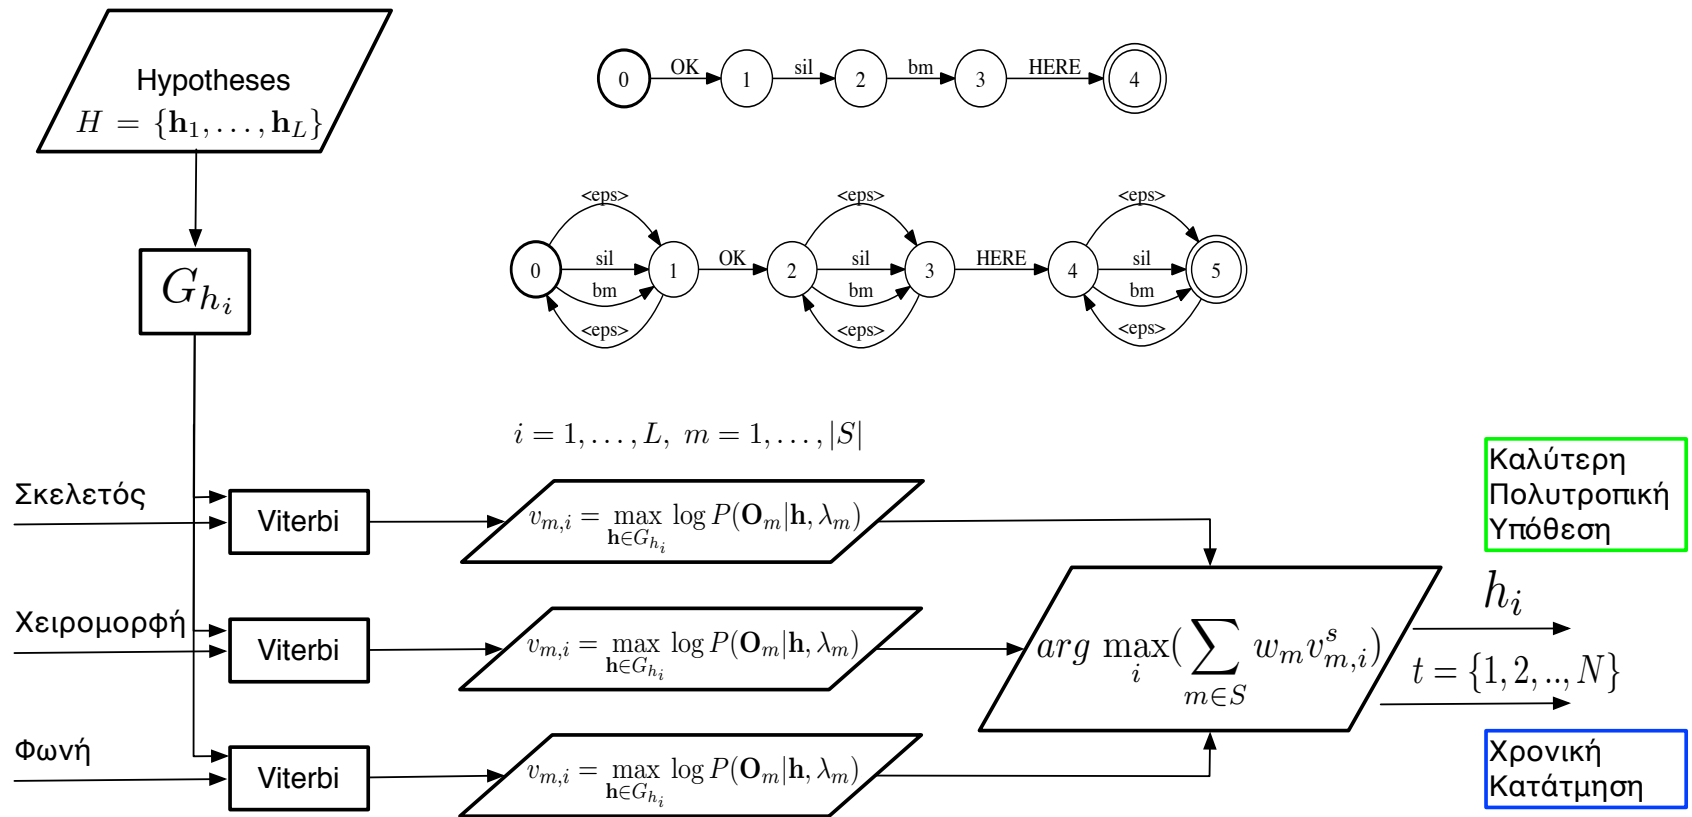 Hypotheses
H = {h₁, . . . , h_L}
0 OK 1 sil 2 bm 3 HERE 4
<eps> <eps> <eps>
0 sil 1 OK 2 sil 3 HERE 4 sil 5
bm bm bm
<eps> <eps> <eps>
G_{h_i}
i = 1, . . . , L, m = 1, . . . , |S|
Σκελετός
Viterbi
v_{m,i} = max_{h∈G_{h_i}} log P(O_m|h, λ_m)
Χειρομορφή
Viterbi
v_{m,i} = max_{h∈G_{h_i}} log P(O_m|h, λ_m)
Φωνή
Viterbi
v_{m,i} = max_{h∈G_{h_i}} log P(O_m|h, λ_m)
arg max_i (∑_{m∈S} w_m v^s_{m,i})
Καλύτερη
Πολυτροπική
Υπόθεση
h_i
t = {1, 2, .., N}
Χρονική
Κατάτμηση